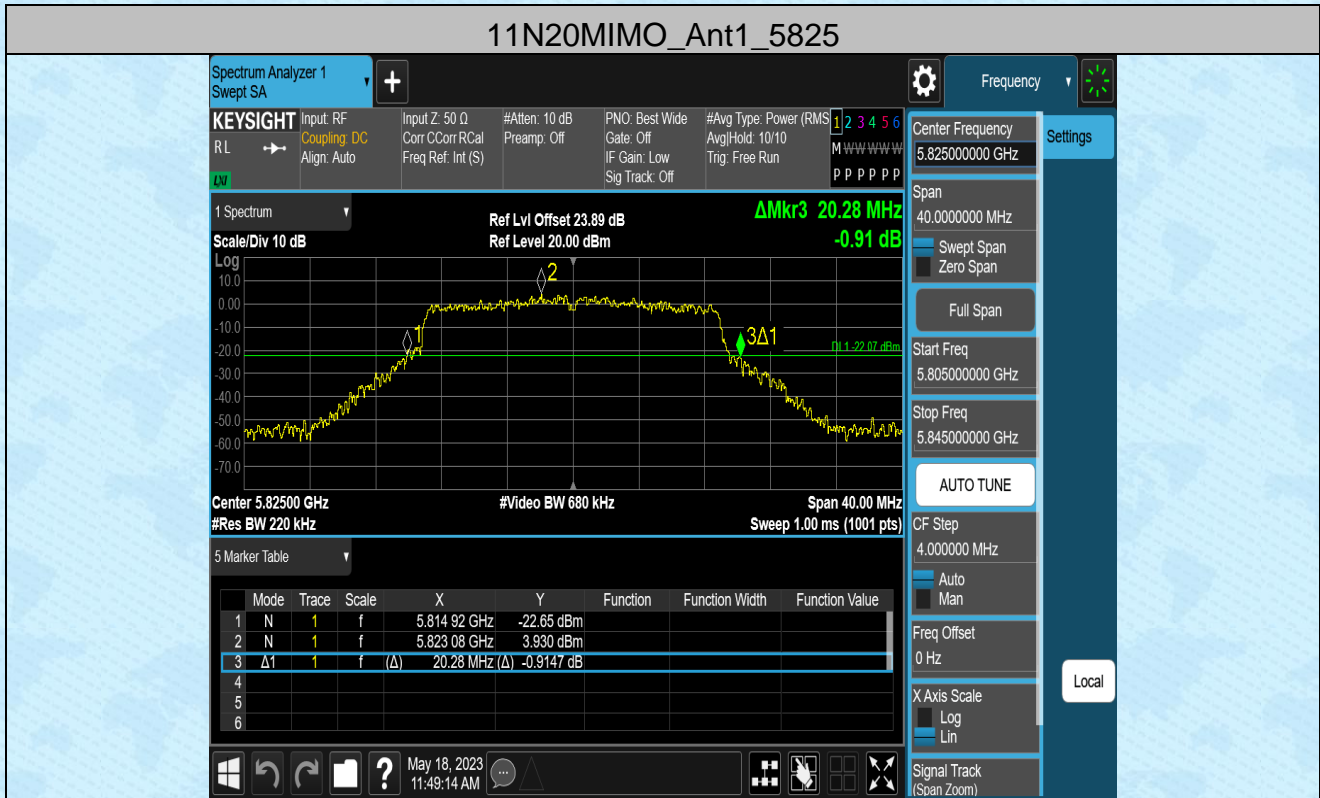 11N20MIMO_Ant1_5825
Spectrum Analyzer 1
Swept SA
+
Frequency
KEYSIGHT
RL
LXI
Input: RF
Coupling: DC
Align: Auto
Input Z: 50 Ω
Corr CCorr RCal
Freq Ref: Int (S)
#Atten: 10 dB
Preamp: Off
PNO: Best Wide
Gate: Off
IF Gain: Low
Sig Track: Off
#Avg Type: Power (RMS
Avg|Hold: 10/10
Trig: Free Run
1 2 3 4 5 6
M W W W W W
P P P P P P
1 Spectrum
Scale/Div 10 dB
Ref Lvl Offset 23.89 dB
Ref Level 20.00 dBm
ΔMkr3 20.28 MHz
-0.91 dB
Log
10.0
0.00
-10.0
-20.0
-30.0
-40.0
-50.0
-60.0
-70.0
1
2
3Δ1
DL1 -22.07 dBm
Center 5.82500 GHz
#Video BW 680 kHz
Span 40.00 MHz
#Res BW 220 kHz
Sweep 1.00 ms (1001 pts)
5 Marker Table
Mode Trace Scale X Y Function Function Width Function Value
1 N 1 f 5.814 92 GHz -22.65 dBm
2 N 1 f 5.823 08 GHz 3.930 dBm
3 Δ1 1 f (Δ) 20.28 MHz (Δ) -0.9147 dB
4
5
6
Center Frequency
5.825000000 GHz
Settings
Span
40.0000000 MHz
Swept Span
Zero Span
Full Span
Start Freq
5.805000000 GHz
Stop Freq
5.845000000 GHz
AUTO TUNE
CF Step
4.000000 MHz
Auto
Man
Freq Offset
0 Hz
X Axis Scale
Log
Lin
Signal Track
(Span Zoom)
Local
?
May 18, 2023
11:49:14 AM